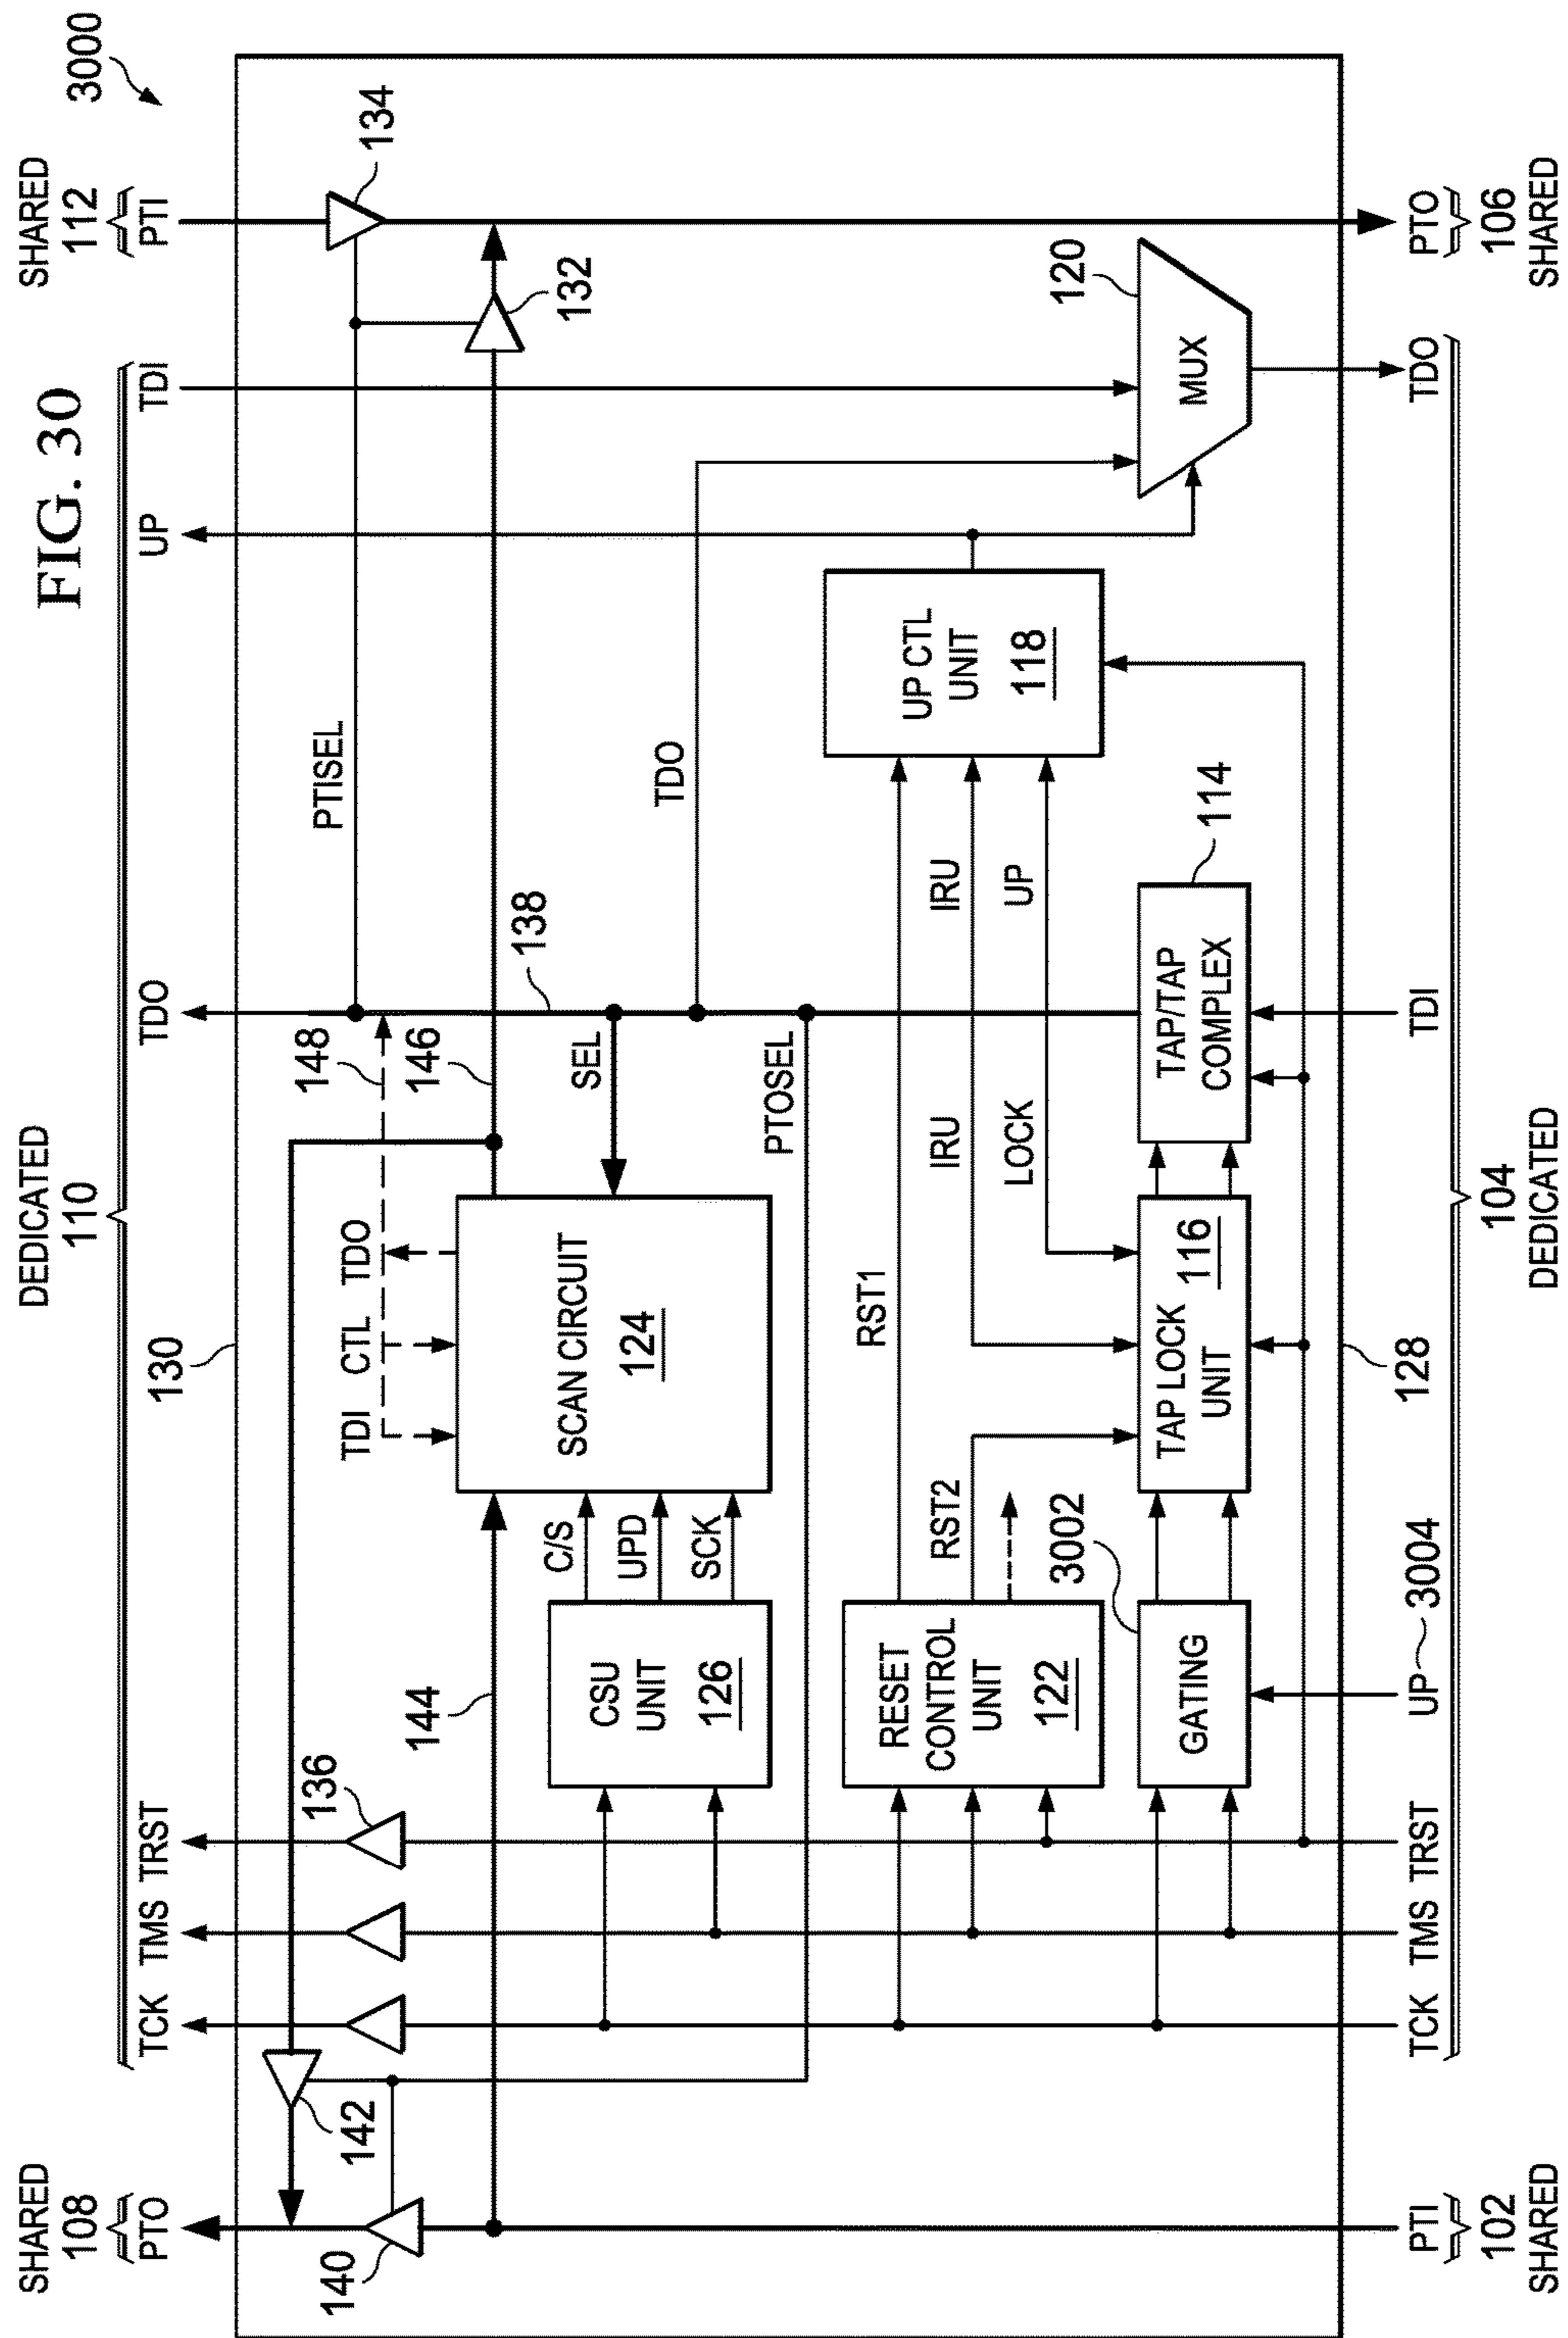 FIG. 30
3000
SHARED
108
PTO
DEDICATED
110
TCK
TMS
TRST
TDO
UP
TDI
SHARED
112
PTI
130
136
142
140
134
132
148
146
138
PTISEL
TDI
CTL
TDO
144
SCAN CIRCUIT
124
SEL
C/S
UPD
SCK
CSU
UNIT
126
TDO
PTOSEL
RESET
CONTROL
UNIT
122
RST1
RST2
IRU
IRU
LOCK
UP
UP CTL
UNIT
118
120
MUX
3002
GATING
TAP LOCK
UNIT
116
TAP/TAP
COMPLEX
114
128
PTI
102
SHARED
TCK
TMS
TRST
UP
3004
TDI
TDO
104
DEDICATED
PTO
106
SHARED